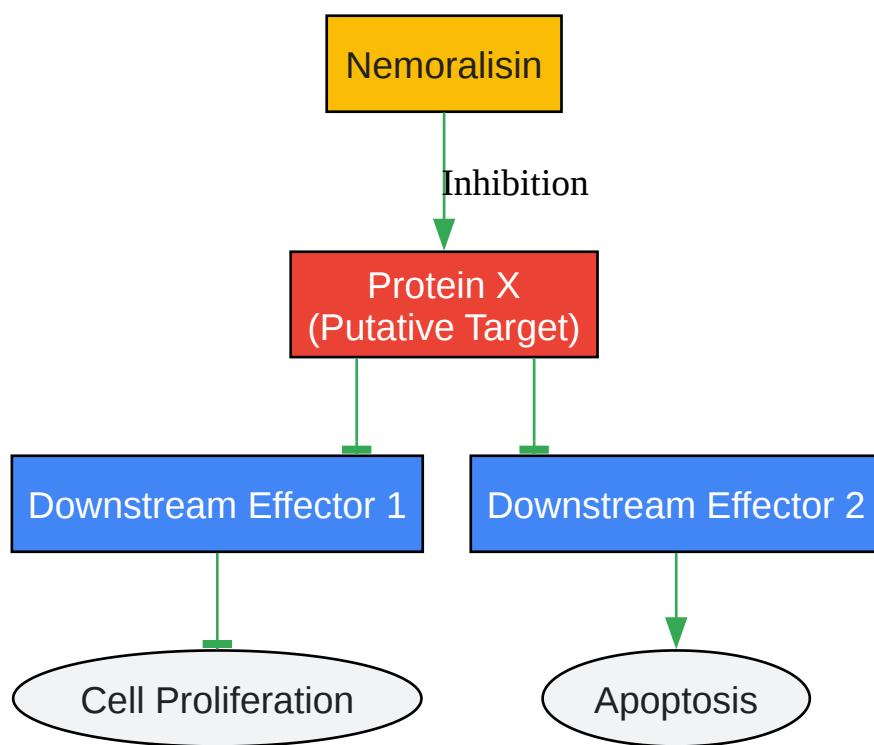 Nemoralisin
Inhibition
Protein X
(Putative Target)
Downstream Effector 1
Downstream Effector 2
Cell Proliferation
Apoptosis